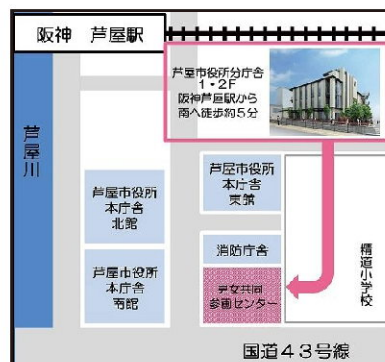 阪神　芦屋駅
芦屋市役所分庁舎
1・2F
阪神芦屋駅から
南へ徒歩約5分
芦屋川
芦屋市役所
本庁舎
北館
芦屋市役所
本庁舎
東館
消防庁舎
芦屋市役所
本庁舎
南館
男女共同
参画センター
精道小学校
国道43号線